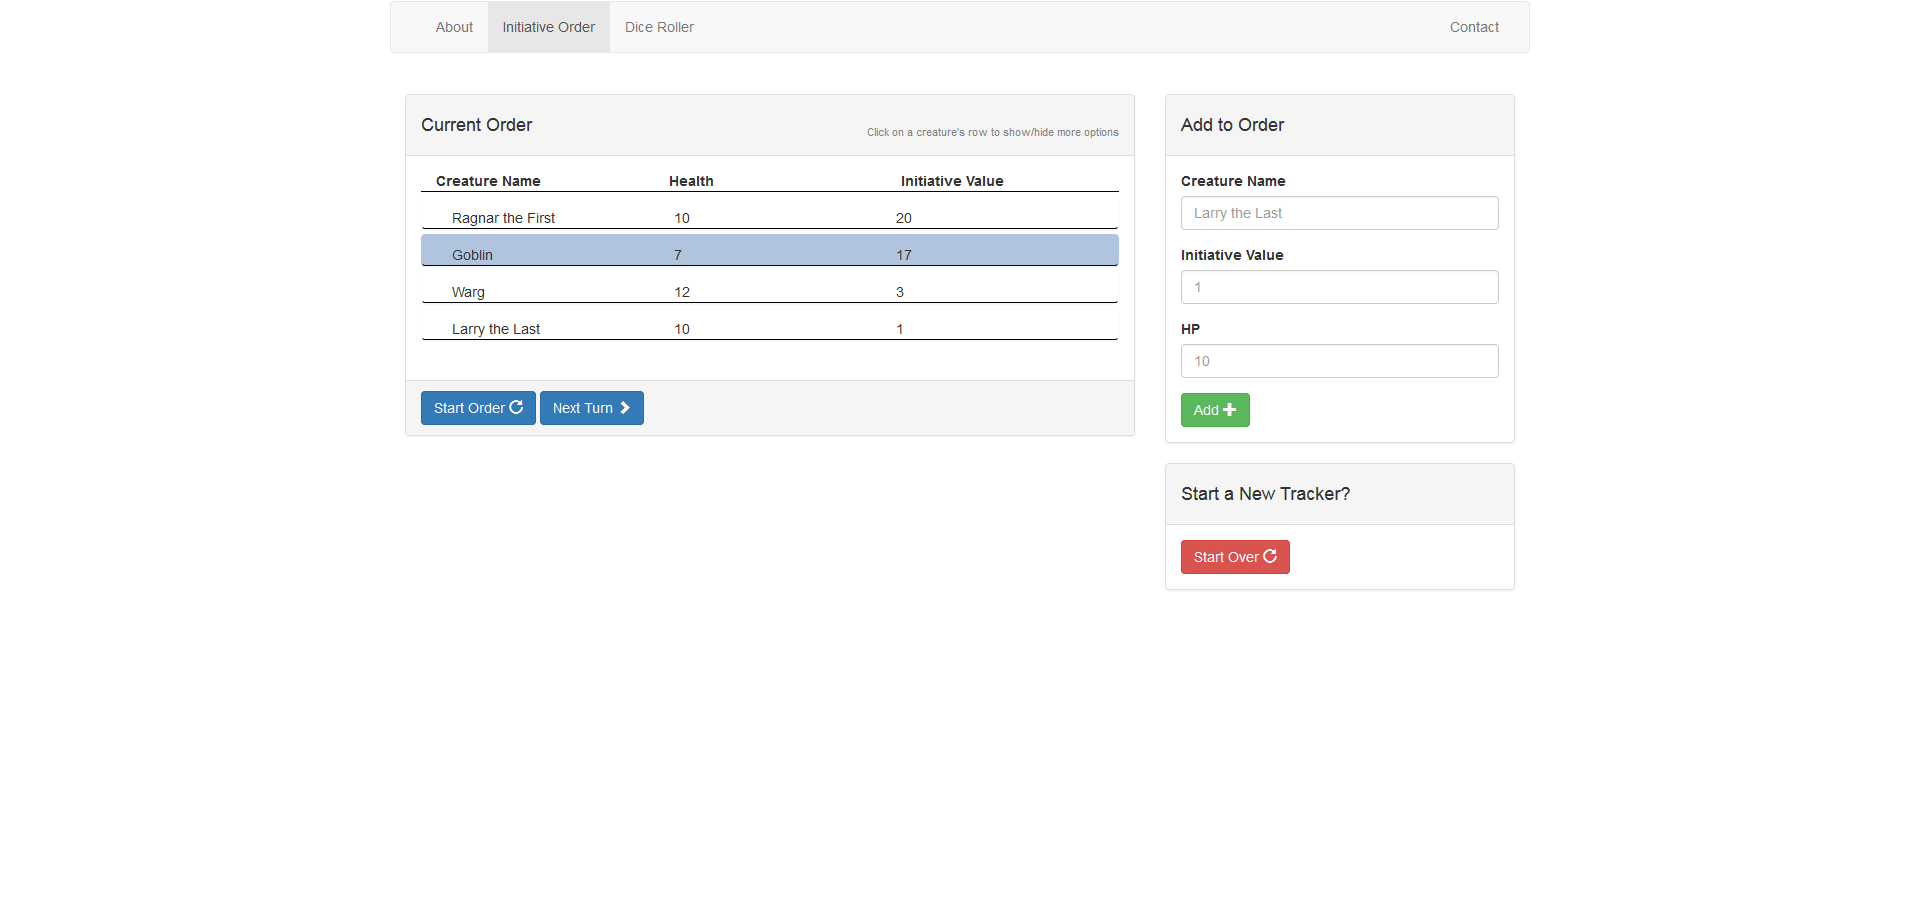 About Initiative Order Dice Roller Contact
Current Order
Click on a creature's row to show/hide more options
Creature Name Health Initiative Value
Ragnar the First 10 20
Goblin 7 17
Warg 12 3
Larry the Last 10 1
Start Order Next Turn
Add to Order
Creature Name
Larry the Last
Initiative Value
1
HP
10
Add
Start a New Tracker?
Start Over